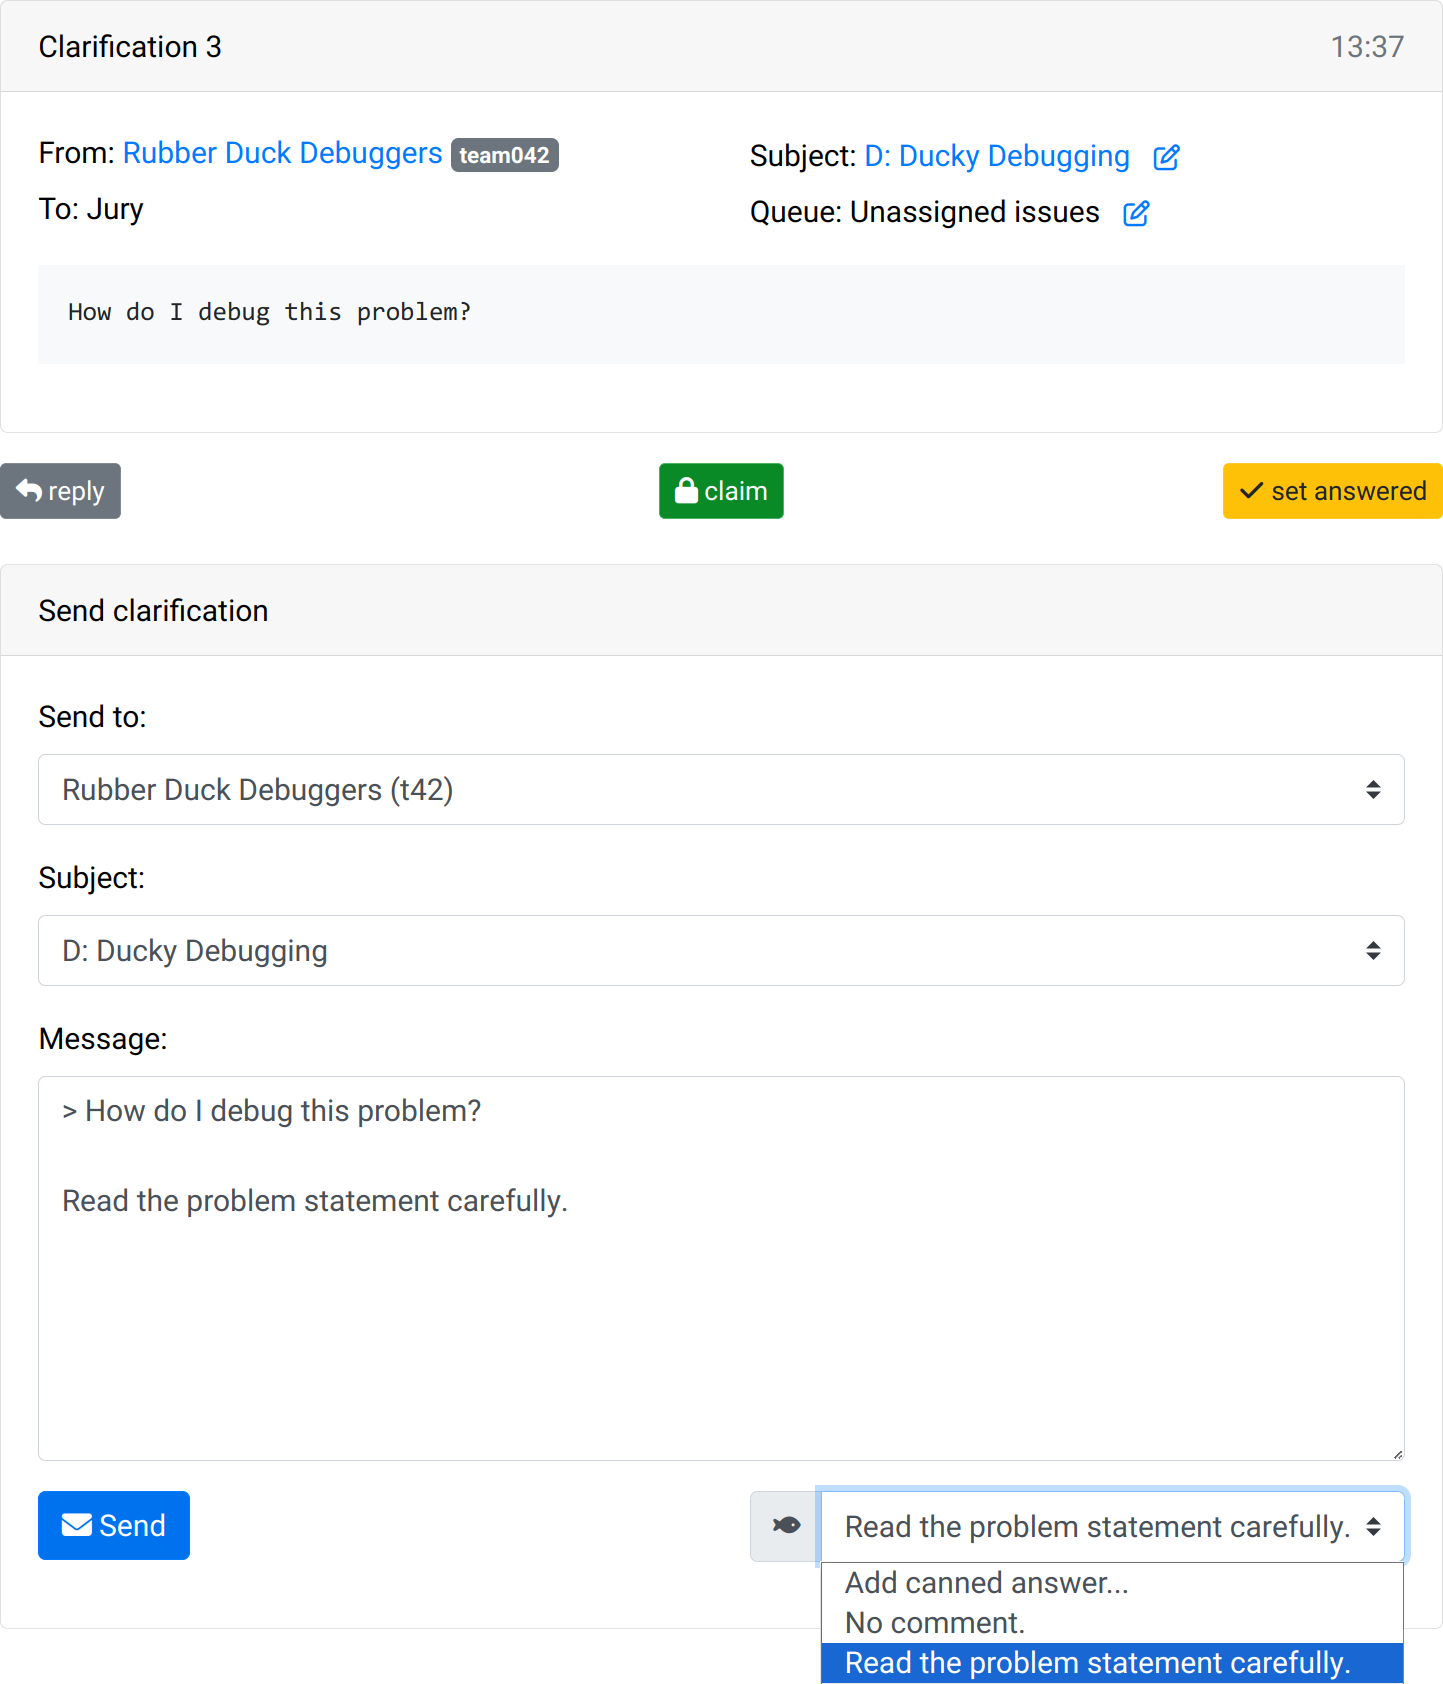 Clarification 3 13:37
From: Rubber Duck Debuggers team042
Subject: D: Ducky Debugging
To: Jury
Queue: Unassigned issues
How do I debug this problem?
reply
claim
set answered
Send clarification
Send to:
Rubber Duck Debuggers (t42)
Subject:
D: Ducky Debugging
Message:
> How do I debug this problem?
Read the problem statement carefully.
Send
Read the problem statement carefully.
Add canned answer...
No comment.
Read the problem statement carefully.